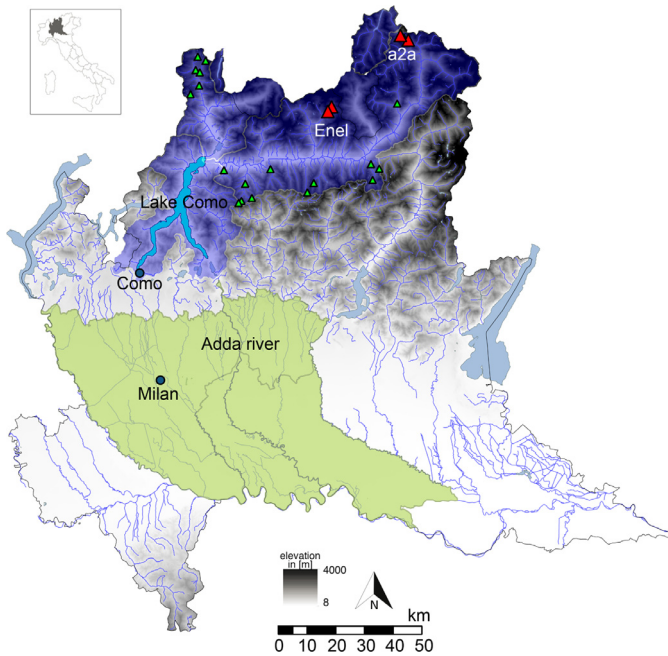 a2a
Enel
Lake Como
Como
Adda river
Milan
elevation
in [m]
4000
8
N
km
0 10 20 30 40 50